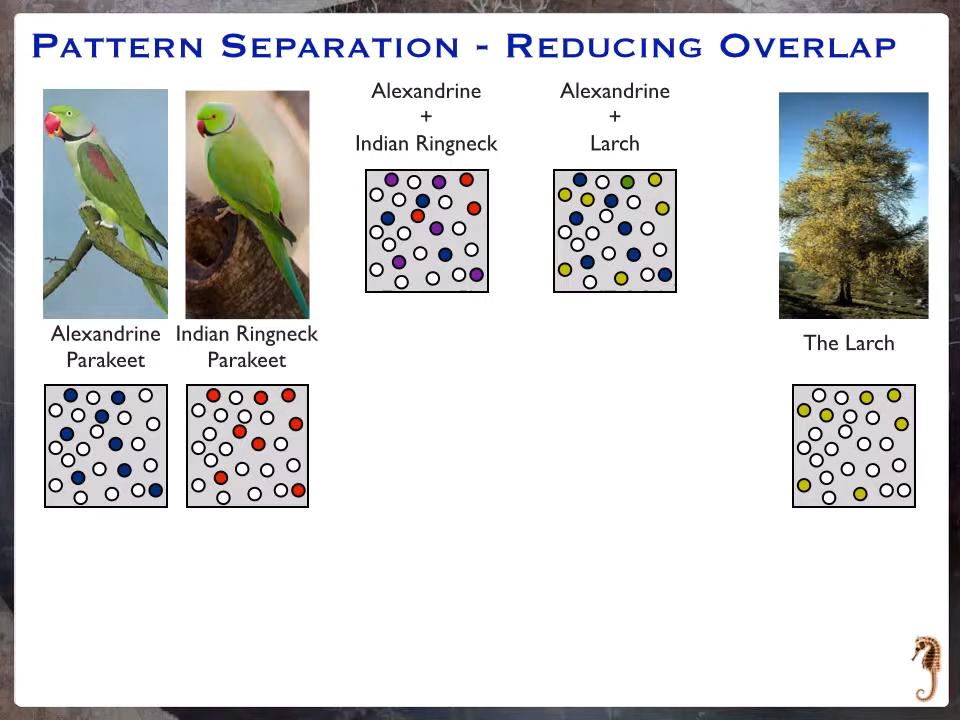 Pattern Separation - Reducing Overlap
Alexandrine
+
Indian Ringneck
Alexandrine
+
Larch
Alexandrine
Parakeet
Indian Ringneck
Parakeet
The Larch